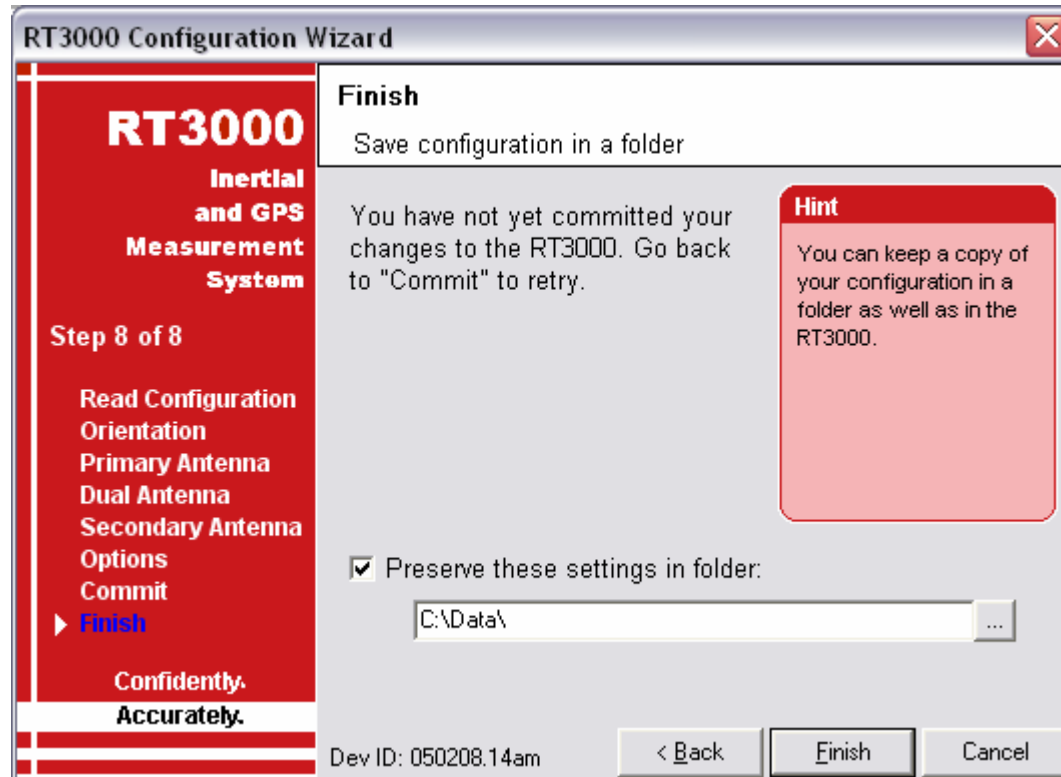 RT3000 Configuration Wizard
RT3000
Inertial
and GPS
Measurement
System
Step 8 of 8
Read Configuration
Orientation
Primary Antenna
Dual Antenna
Secondary Antenna
Options
Commit
Finish
Confidently.
Accurately.
Finish
Save configuration in a folder
You have not yet committed your
changes to the RT3000. Go back
to "Commit" to retry.
Hint
You can keep a copy of
your configuration in a
folder as well as in the
RT3000.
Preserve these settings in folder:
C:\Data\
...
Dev ID: 050208.14am
< Back
Finish
Cancel